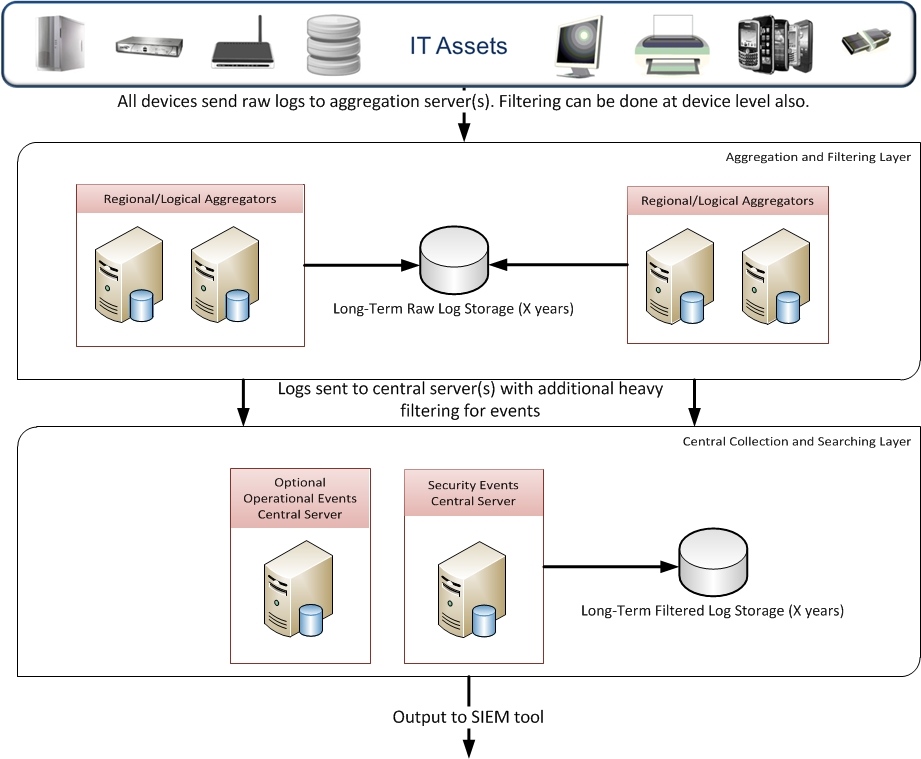 IT Assets
All devices send raw logs to aggregation server(s). Filtering can be done at device level also.
Aggregation and Filtering Layer
Regional/Logical Aggregators
Regional/Logical Aggregators
Long-Term Raw Log Storage (X years)
Logs sent to central server(s) with additional heavy
filtering for events
Central Collection and Searching Layer
Optional
Operational Events
Central Server
Security Events
Central Server
Long-Term Filtered Log Storage (X years)
Output to SIEM tool